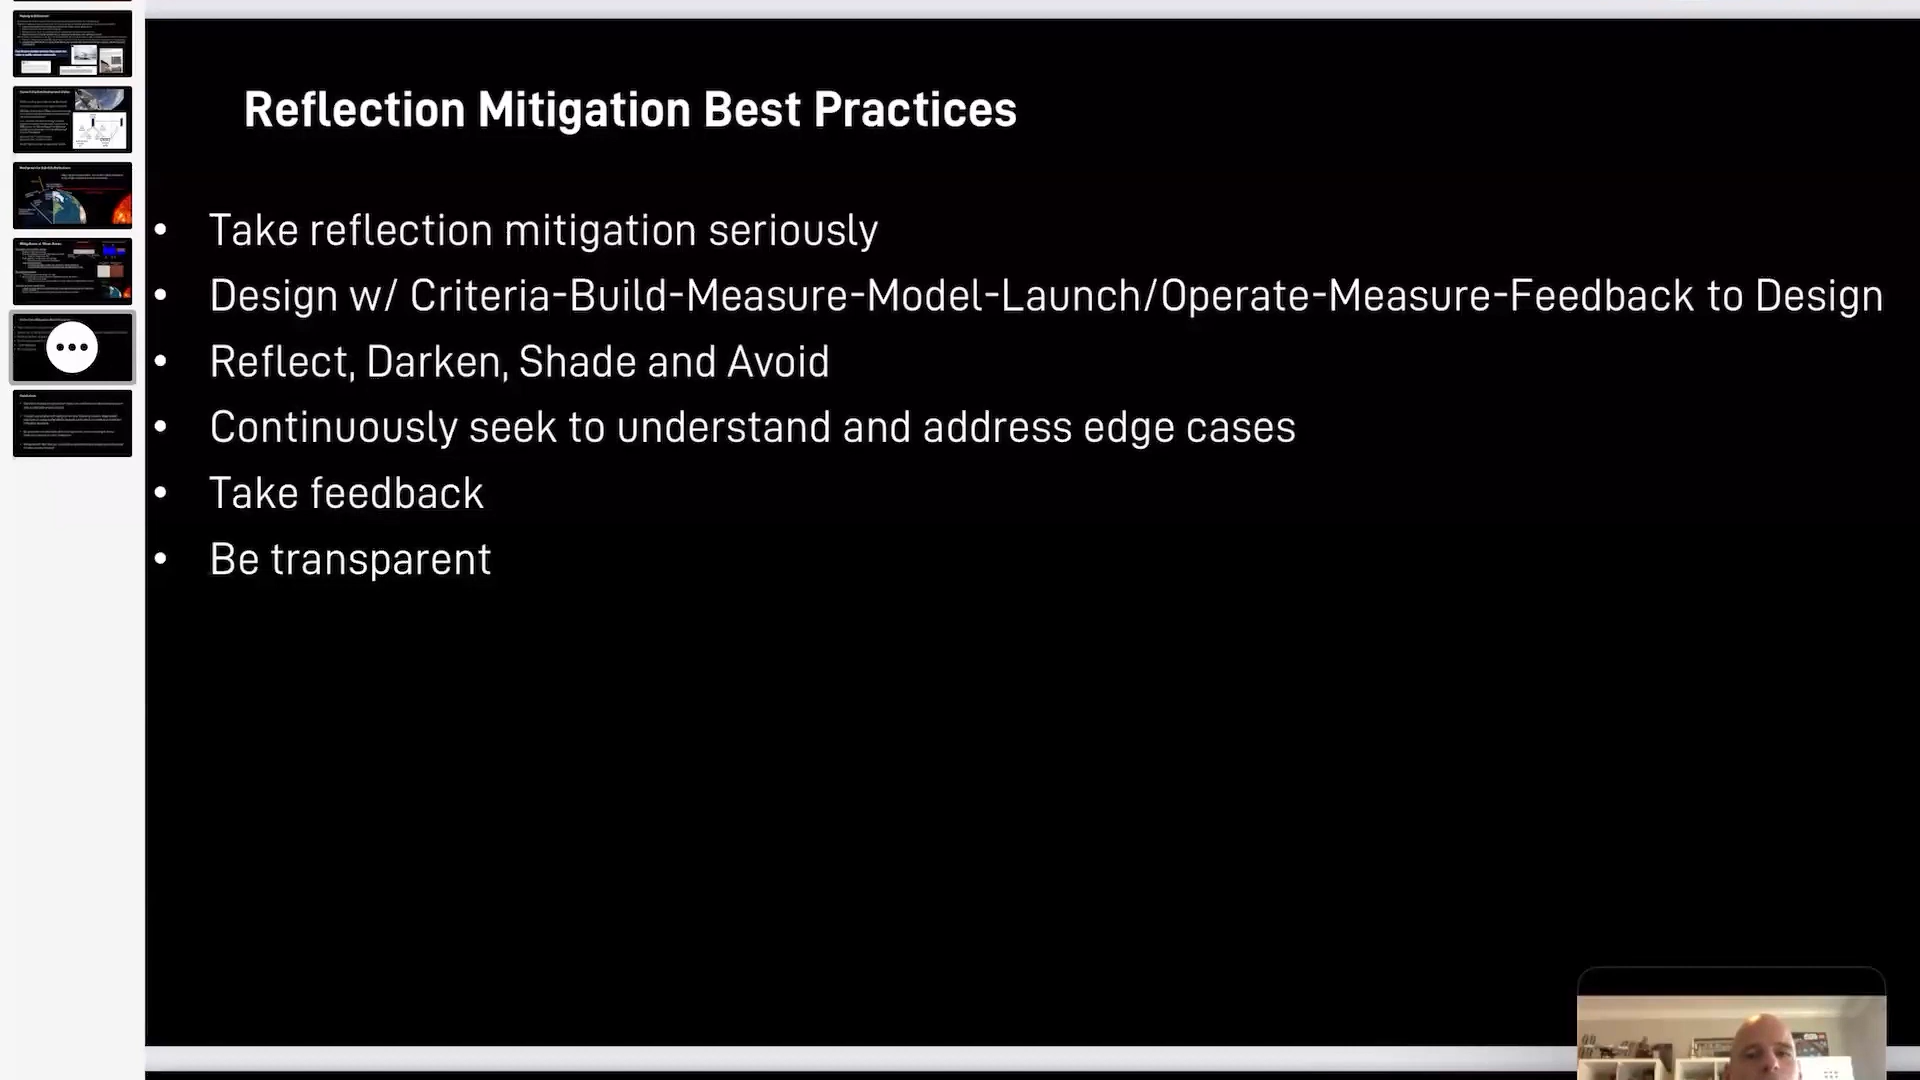 Reflection Mitigation Best Practices
• Take reflection mitigation seriously
• Design w/ Criteria-Build-Measure-Model-Launch/Operate-Measure-Feedback to Design
• Reflect, Darken, Shade and Avoid
• Continuously seek to understand and address edge cases
• Take feedback
• Be transparent